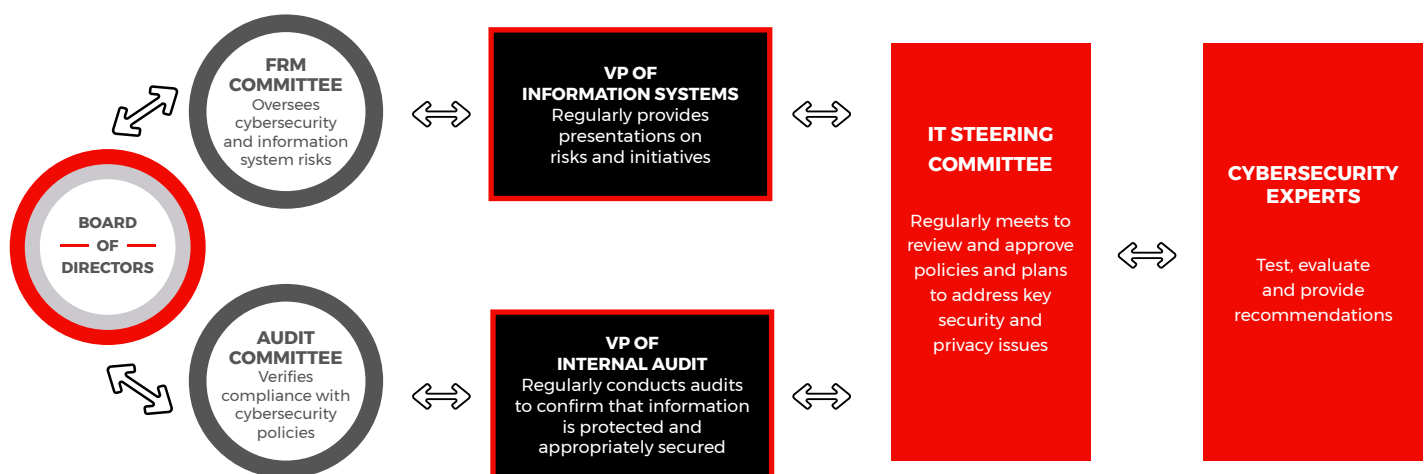 BOARD
OF
DIRECTORS
FRM
COMMITTEE
Oversees
cybersecurity
and information
system risks
AUDIT
COMMITTEE
Verifies
compliance with
cybersecurity
policies
VP OF
INFORMATION SYSTEMS
Regularly provides
presentations on
risks and initiatives
VP OF
INTERNAL AUDIT
Regularly conducts audits
to confirm that information
is protected and
appropriately secured
IT STEERING
COMMITTEE
Regularly meets to
review and approve
policies and plans
to address key
security and
privacy issues
CYBERSECURITY
EXPERTS
Test, evaluate
and provide
recommendations